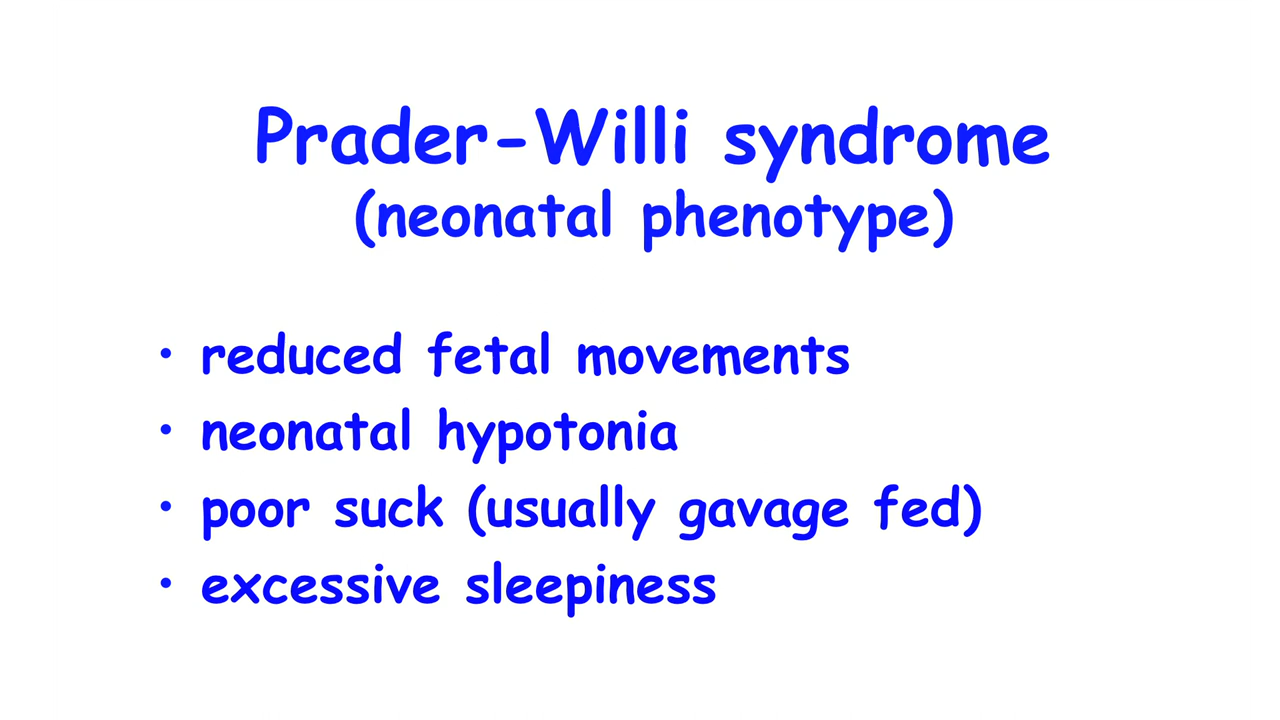 Prader-Willi syndrome
(neonatal phenotype)
• reduced fetal movements
• neonatal hypotonia
• poor suck (usually gavage fed)
• excessive sleepiness